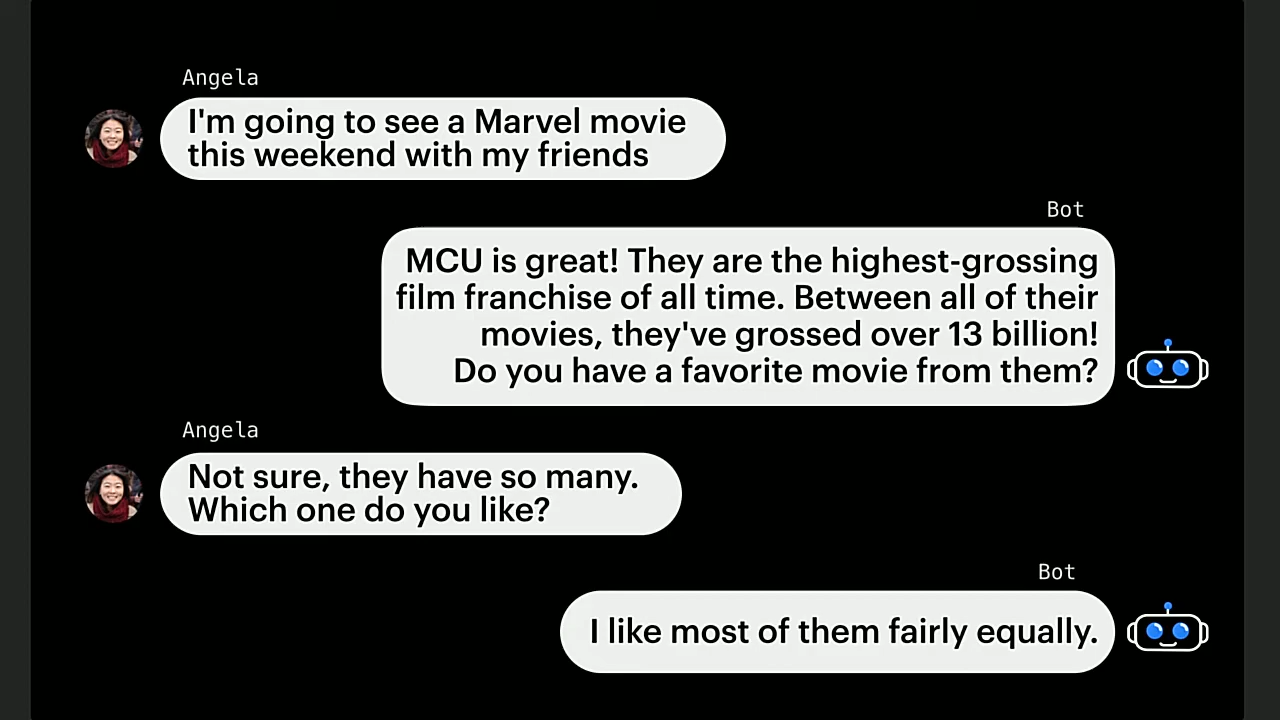 Angela
I'm going to see a Marvel movie
this weekend with my friends
Bot
MCU is great! They are the highest-grossing
film franchise of all time. Between all of their
movies, they've grossed over 13 billion!
Do you have a favorite movie from them?
Angela
Not sure, they have so many.
Which one do you like?
Bot
I like most of them fairly equally.